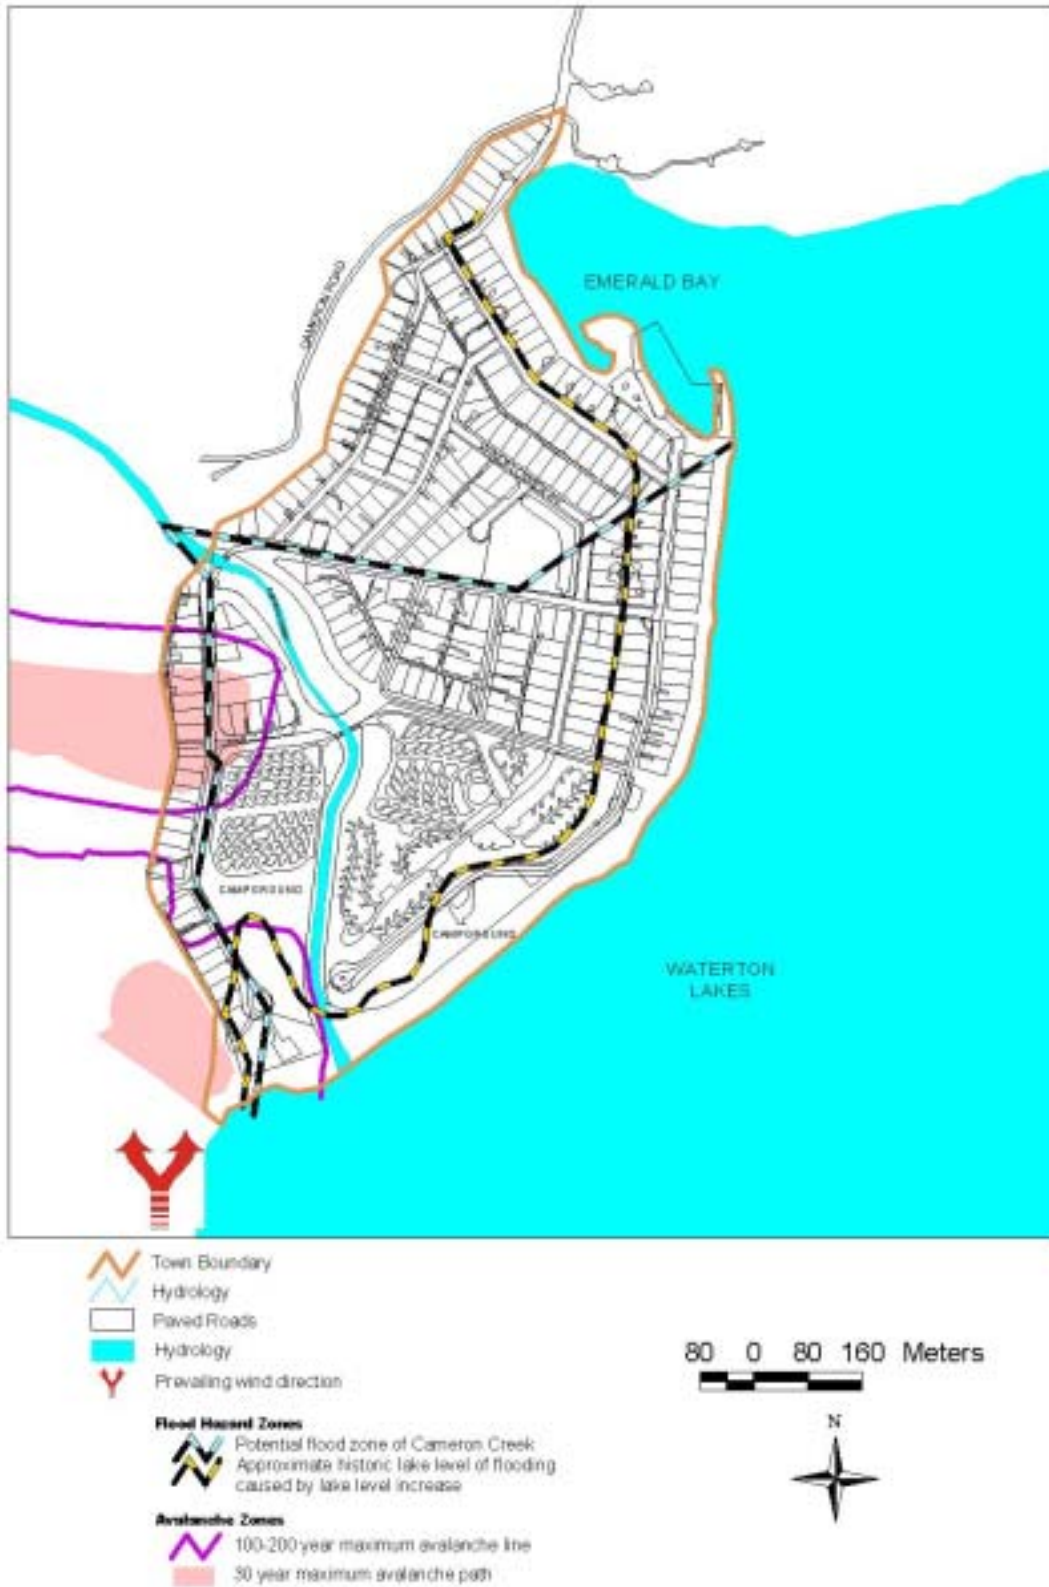 EMERALD BAY
CAMERON ROAD
CAMPGROUND
CAMPGROUND
WATERTON
LAKES
Town Boundary
Hydrology
Paved Roads
Hydrology
Prevailing wind direction
80 0 80 160 Meters
N
Flood Hazard Zones
Potential flood zone of Cameron Creek
Approximate historic lake level of flooding
caused by lake level increase
Avalanche Zones
100-200 year maximum avalanche line
30 year maximum avalanche path